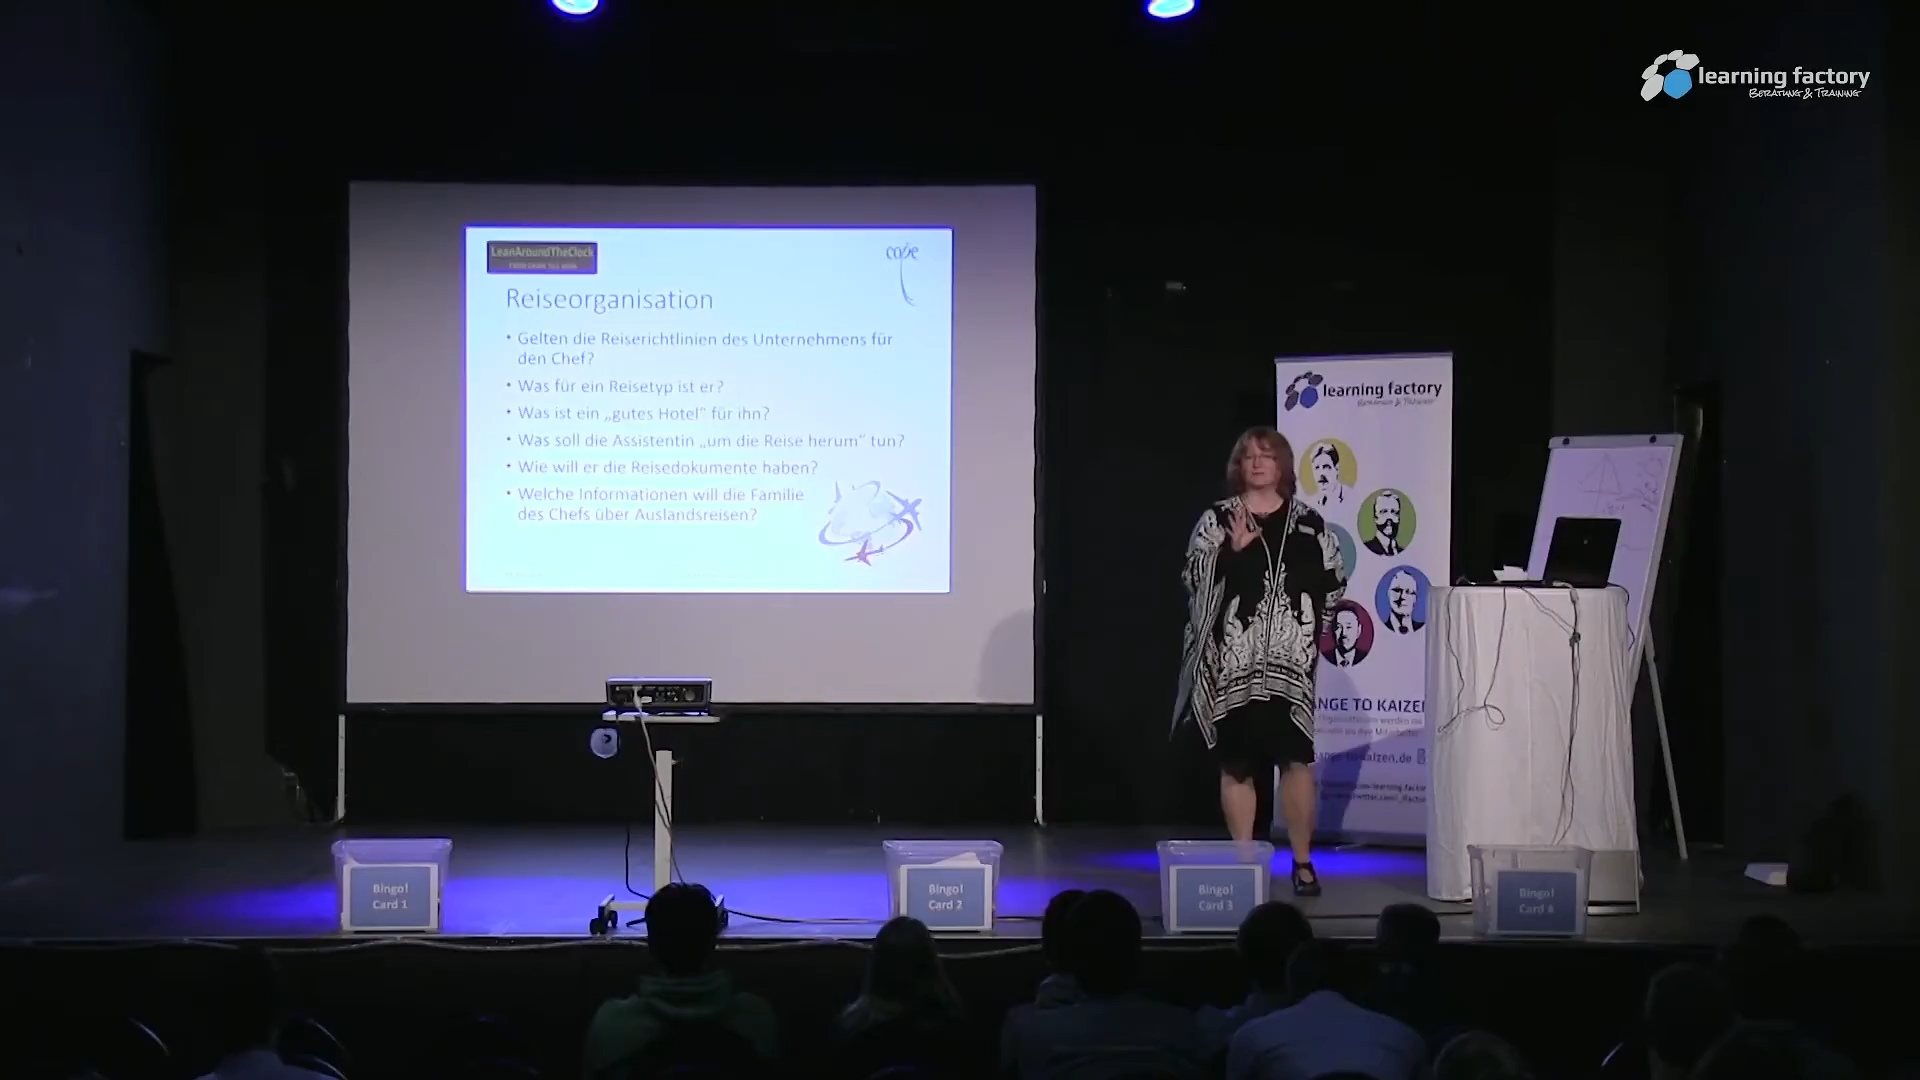 learning factory
BERATUNG & TRAINING
LeanAroundTheClock
Reiseorganisation
• Gelten die Reiserichtlinien des Unternehmens für
den Chef?
• Was für ein Reisetyp ist er?
• Was ist ein „gutes Hotel" für ihn?
• Was soll die Assistentin „um die Reise herum" tun?
• Wie will er die Reisedokumente haben?
• Welche Informationen will die Familie
des Chefs über Auslandsreisen?
learning factory
BERATUNG & TRAINING
ANGE TO KAIZEN
Bingo!
Card 1
Bingo!
Card 2
Bingo!
Card 3
Bingo!
Card 4